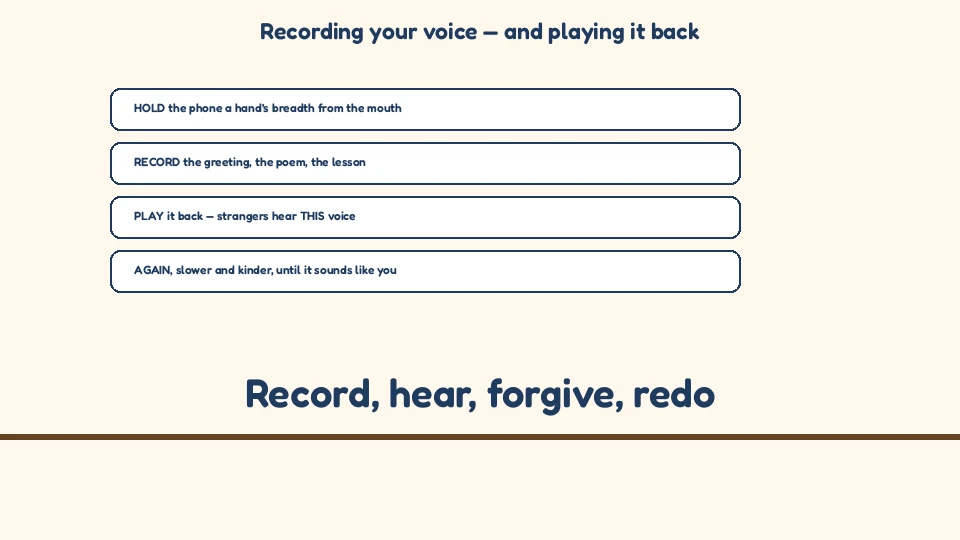 Recording your voice — and playing it back
HOLD the phone a hand's breadth from the mouth
RECORD the greeting, the poem, the lesson
PLAY it back — strangers hear THIS voice
AGAIN, slower and kinder, until it sounds like you
Record, hear, forgive, redo